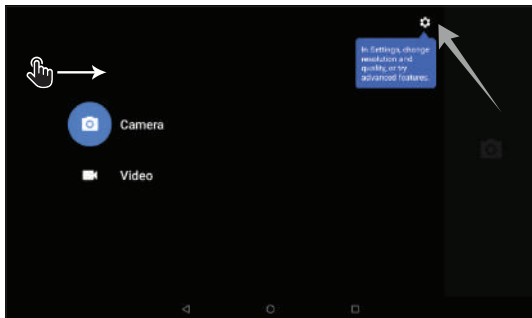 In Settings, change
resolution and
quality, or try
advanced features.
Camera
Video